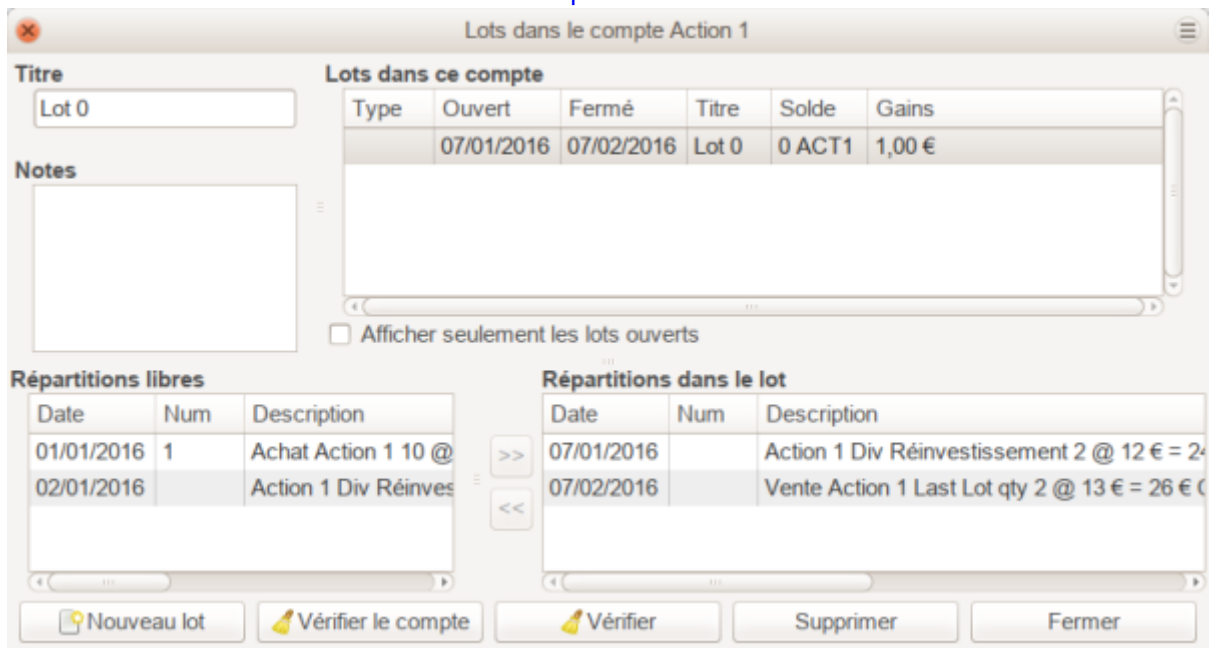 Lots dans le compte Action 1
Titre
Lot 0
Notes
Lots dans ce compte
Type Ouvert Fermé Titre Solde Gains
07/01/2016 07/02/2016 Lot 0 0 ACT1 1,00 €
Afficher seulement les lots ouverts
Répartitions libres
Date Num Description
01/01/2016 1 Achat Action 1 10 @
02/01/2016 Action 1 Div Réinves
>>
<<
Répartitions dans le lot
Date Num Description
07/01/2016 Action 1 Div Réinvestissement 2 @ 12 € = 24
07/02/2016 Vente Action 1 Last Lot qty 2 @ 13 € = 26 €
Nouveau lot Vérifier le compte Vérifier Supprimer Fermer